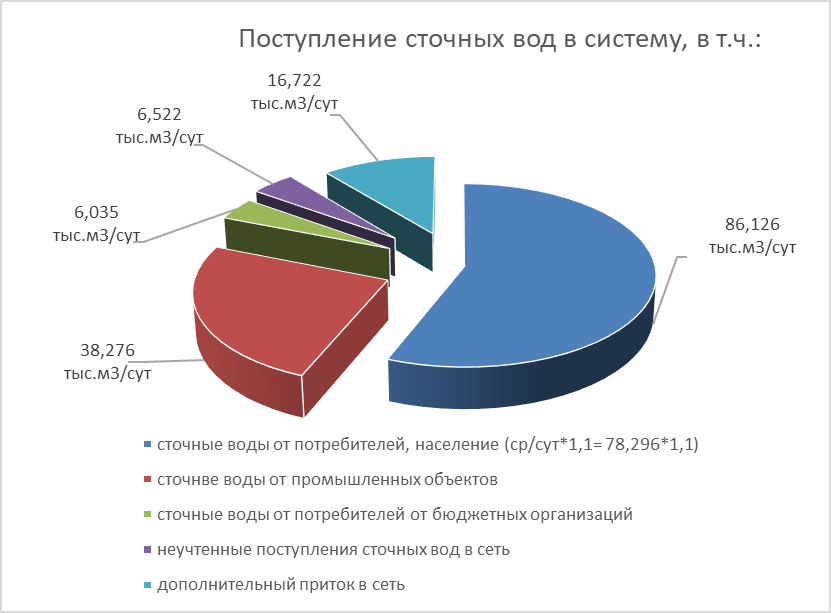 Поступление сточных вод в систему, в т.ч.:
16,722
тыс.м3/сут
6,522
тыс.м3/сут
6,035
тыс.м3/сут
86,126
тыс.м3/сут
38,276
тыс.м3/сут
сточные воды от потребителей, население (ср/сут*1,1= 78,296*1,1)
сточнве воды от промышленных объектов
сточные воды от потребителей от бюджетных организаций
неучтенные поступления сточных вод в сеть
дополнительный приток в сеть